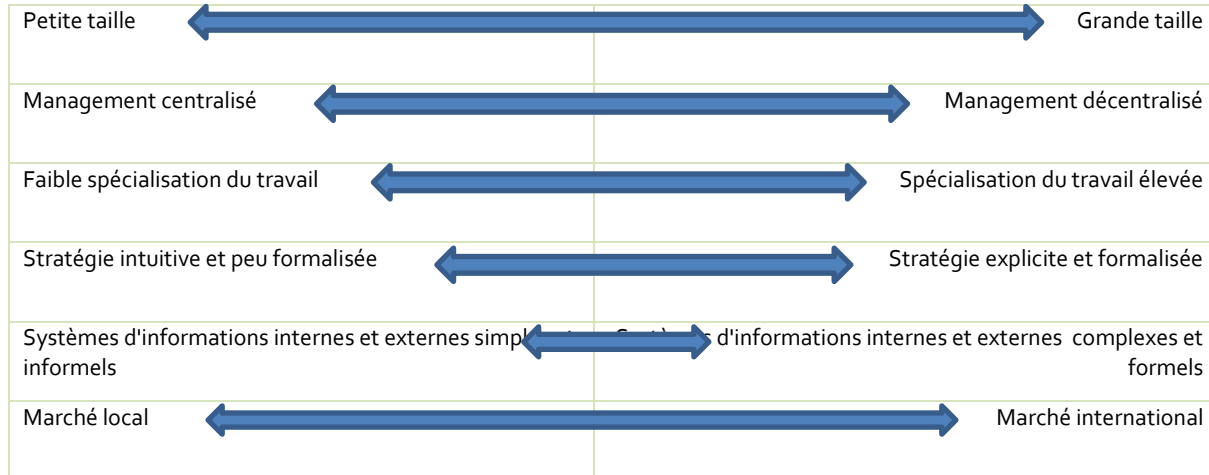 Petite taille
Grande taille
Management centralisé
Management décentralisé
Faible spécialisation du travail
Spécialisation du travail élevée
Stratégie intuitive et peu formalisée
Stratégie explicite et formalisée
Systèmes d'informations internes et externes
informels
d'informations internes et externes complexes et
formels
Marché local
Marché international